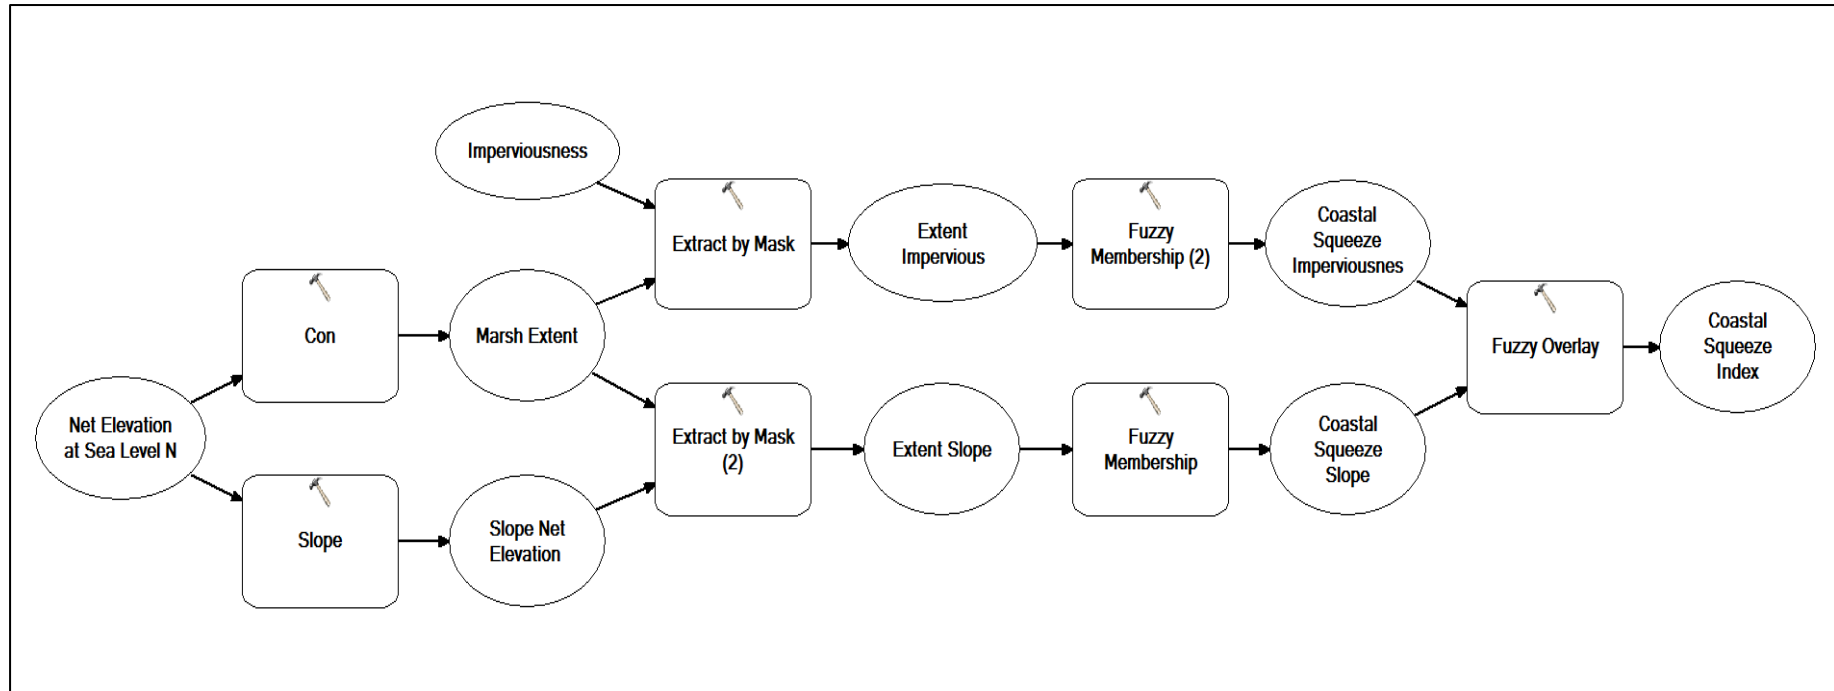 Imperviousness
Extract by Mask
Extent
Impervious
Fuzzy
Membership (2)
Coastal
Squeeze
Imperviousnes
Con
Marsh Extent
Fuzzy Overlay
Coastal
Squeeze
Index
Net Elevation
at Sea Level N
Extract by Mask
(2)
Extent Slope
Fuzzy
Membership
Coastal
Squeeze
Slope
Slope
Slope Net
Elevation